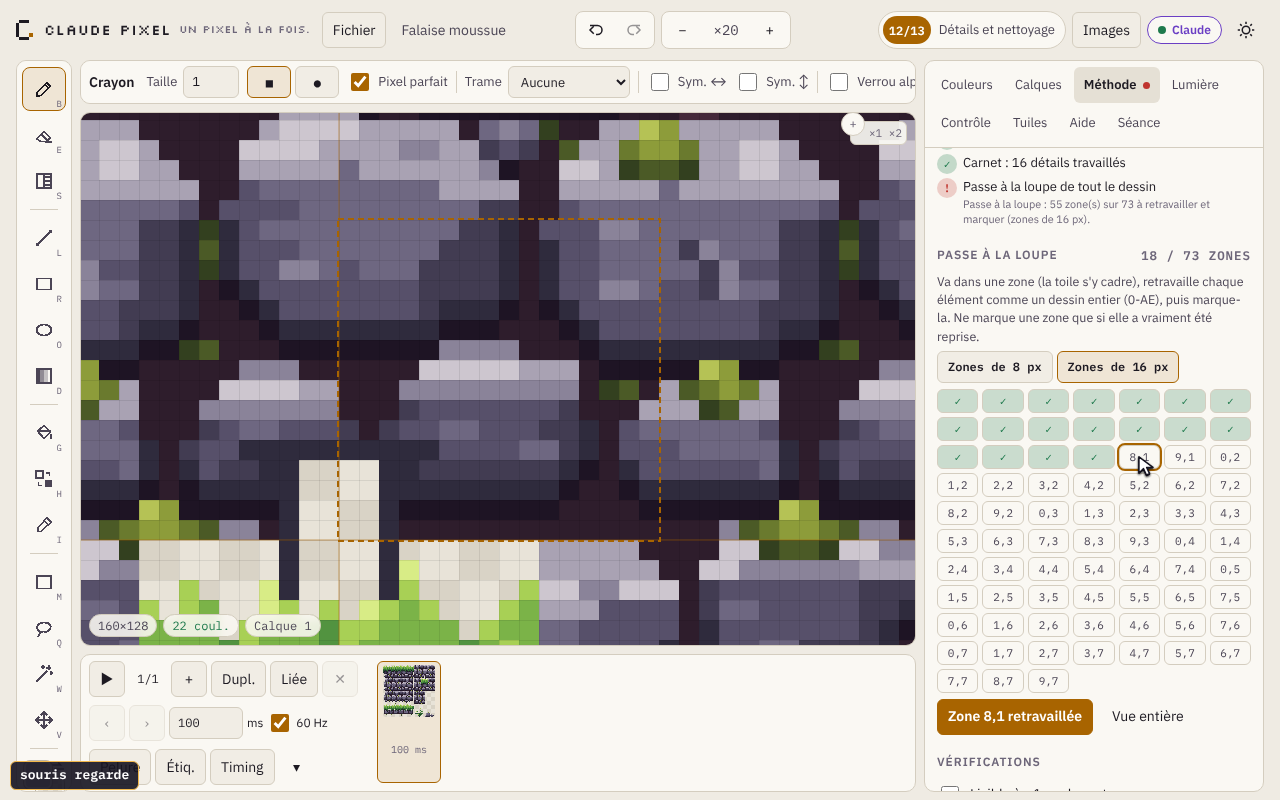 CLAUDE PIXEL UN PIXEL À LA FOIS. Fichier Falaise moussue − ×20 + 12/13 Détails et nettoyage Images Claude
Crayon Taille 1 ■ ● Pixel parfait Trame Aucune Sym. ↔ Sym. ↕ Verrou alp
B
E
S
L
R
O
D
G
H
I
M
Q
W
V
+ ×1 ×2
160×128 22 coul. Calque 1
Couleurs Calques Méthode Lumière
Contrôle Tuiles Aide Séance
✓ Carnet : 16 détails travaillés
! Passe à la loupe de tout le dessin
Passe à la loupe : 55 zone(s) sur 73 à retravailler et
marquer (zones de 16 px).
PASSE À LA LOUPE 18 / 73 ZONES
Va dans une zone (la toile s'y cadre), retravaille chaque
élément comme un dessin entier (0-AE), puis marque-
la. Ne marque une zone que si elle a vraiment été
reprise.
Zones de 8 px Zones de 16 px
✓ ✓ ✓ ✓ ✓ ✓ ✓
✓ ✓ ✓ ✓ ✓ ✓ ✓
✓ ✓ ✓ ✓ 8,1 9,1 0,2
1,2 2,2 3,2 4,2 5,2 6,2 7,2
8,2 9,2 0,3 1,3 2,3 3,3 4,3
5,3 6,3 7,3 8,3 9,3 0,4 1,4
2,4 3,4 4,4 5,4 6,4 7,4 0,5
1,5 2,5 3,5 4,5 5,5 6,5 7,5
0,6 1,6 2,6 3,6 4,6 5,6 7,6
0,7 1,7 2,7 3,7 4,7 5,7 6,7
7,7 8,7 9,7
Zone 8,1 retravaillée Vue entière
VÉRIFICATIONS
▶ 1/1 + Dupl. Liée ✕
‹ › 100 ms 60 Hz
Étiq. Timing ▼
100 ms
souris regarde